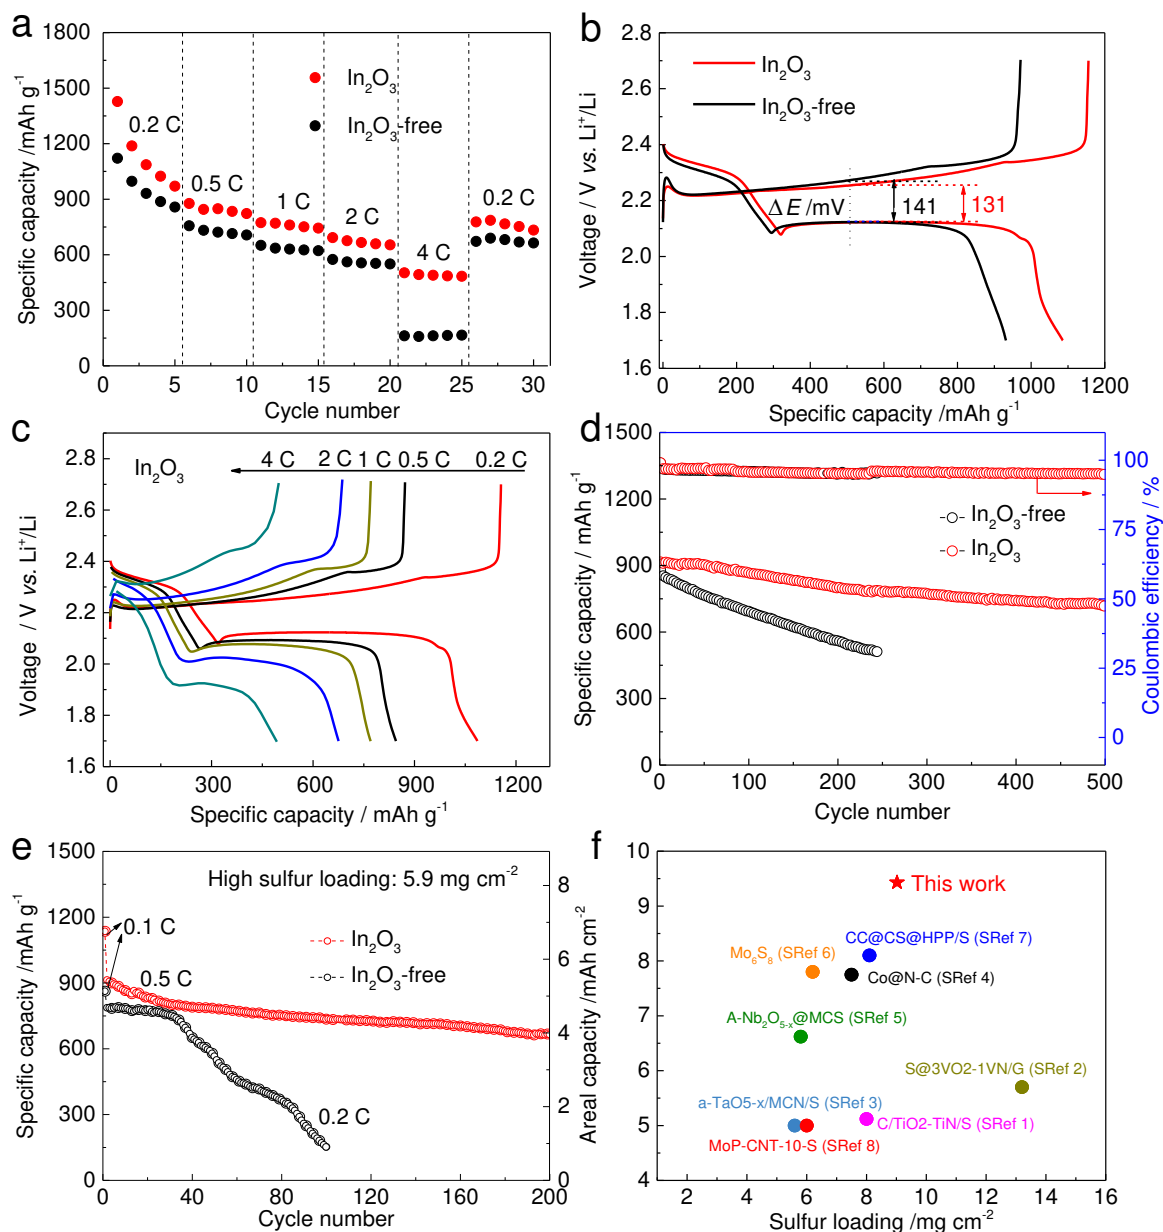 a
1800
1500
1200
900
600
300
0
Specific capacity /mAh g⁻¹
In₂O₃
In₂O₃-free
0.2 C
0.5 C
1 C
2 C
4 C
0.2 C
0 5 10 15 20 25 30
Cycle number
b
2.8
2.6
2.4
2.2
2.0
1.8
1.6
Voltage / V vs. Li⁺/Li
In₂O₃
In₂O₃-free
Δ E /mV
141
131
0 200 400 600 800 1000 1200
Specific capacity /mAh g⁻¹
c
2.8
2.6
2.4
2.2
2.0
1.8
1.6
Voltage / V vs. Li⁺/Li
In₂O₃
4 C 2 C 1 C 0.5 C 0.2 C
0 300 600 900 1200
Specific capacity / mAh g⁻¹
d
1500
1200
900
600
300
0
Specific capacity / mAh g⁻¹
In₂O₃-free
In₂O₃
100
75
50
25
0
Coulombic efficiency / %
0 100 200 300 400 500
Cycle number
e
1500
1200
900
600
300
0
Specific capacity /mAh g⁻¹
High sulfur loading: 5.9 mg cm⁻²
0.1 C
0.5 C
In₂O₃
In₂O₃-free
0.2 C
8
6
4
2
0
Areal capacity /mAh cm⁻²
0 40 80 120 160 200
Cycle number
f
10
9
8
7
6
5
4
This work
CC@CS@HPP/S (SRef 7)
Mo₆S₈ (SRef 6)
Co@N-C (SRef 4)
A-Nb₂O₅₋ₓ@MCS (SRef 5)
S@3VO2-1VN/G (SRef 2)
a-TaO5-x/MCN/S (SRef 3)
C/TiO2-TiN/S (SRef 1)
MoP-CNT-10-S (SRef 8)
2 4 6 8 10 12 14 16
Sulfur loading /mg cm⁻²